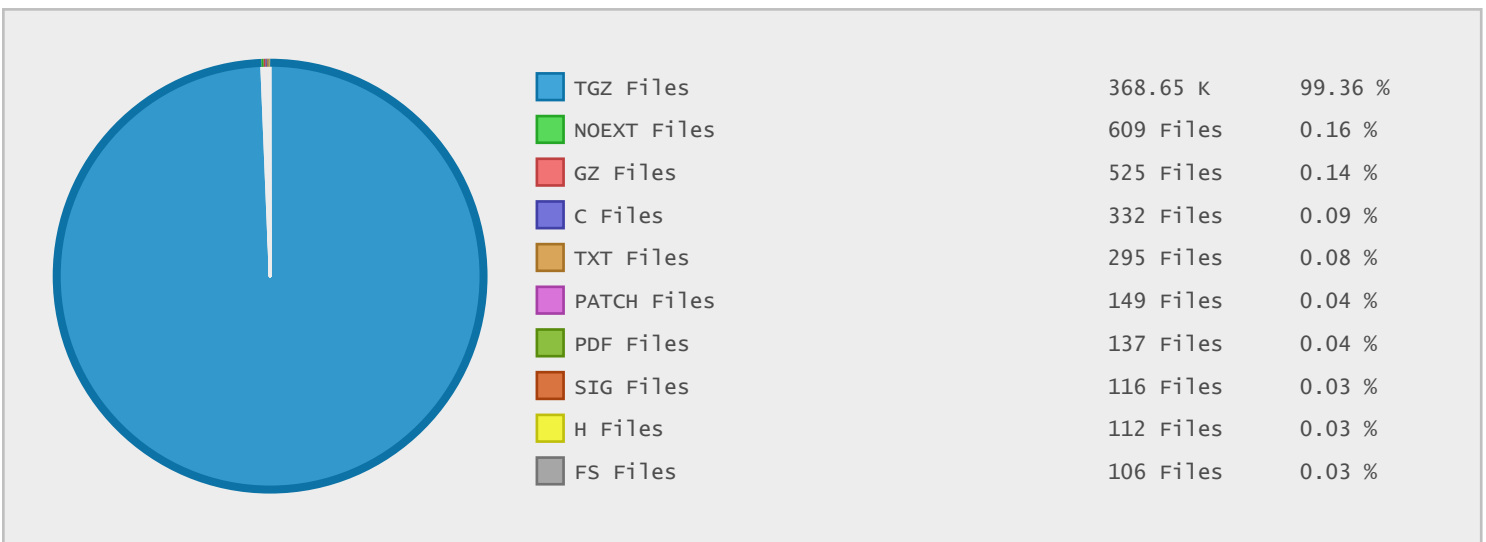 TGZ Files 368.65 K 99.36 %
NOEXT Files 609 Files 0.16 %
GZ Files 525 Files 0.14 %
C Files 332 Files 0.09 %
TXT Files 295 Files 0.08 %
PATCH Files 149 Files 0.04 %
PDF Files 137 Files 0.04 %
SIG Files 116 Files 0.03 %
H Files 112 Files 0.03 %
FS Files 106 Files 0.03 %